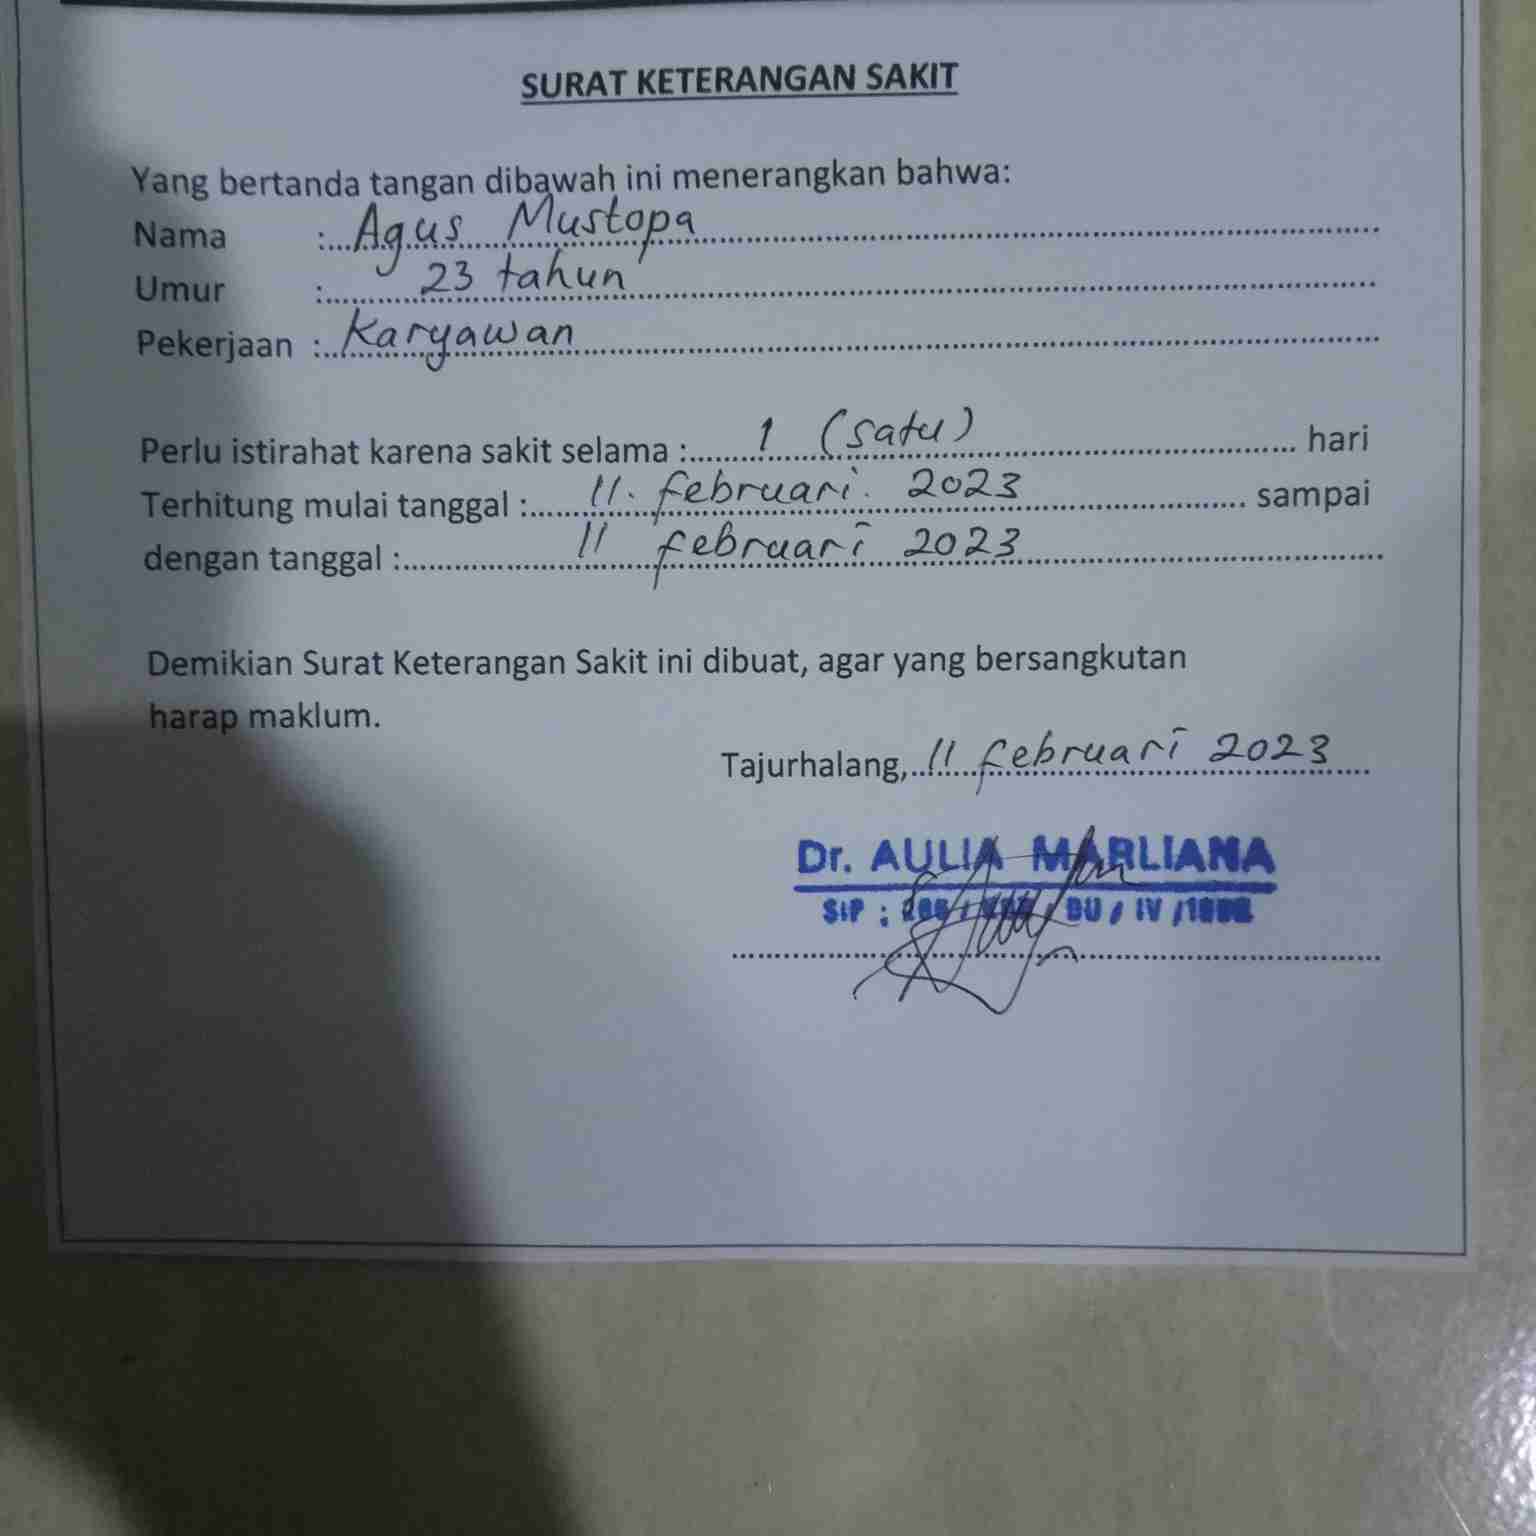 SURAT KETERANGAN SAKIT
Yang bertanda tangan dibawah ini menerangkan bahwa:
Nama : Agus Mustopa
Umur : 23 tahun
Pekerjaan : Karyawan
Perlu istirahat karena sakit selama : 1 (satu) hari
Terhitung mulai tanggal : 11. februari. 2023 sampai
dengan tanggal : 11 februari 2023
Demikian Surat Keterangan Sakit ini dibuat, agar yang bersangkutan
harap maklum.
Tajurhalang, 11 februari 2023
Dr. AULIA MARLIANA
SIP : / DU / IV /